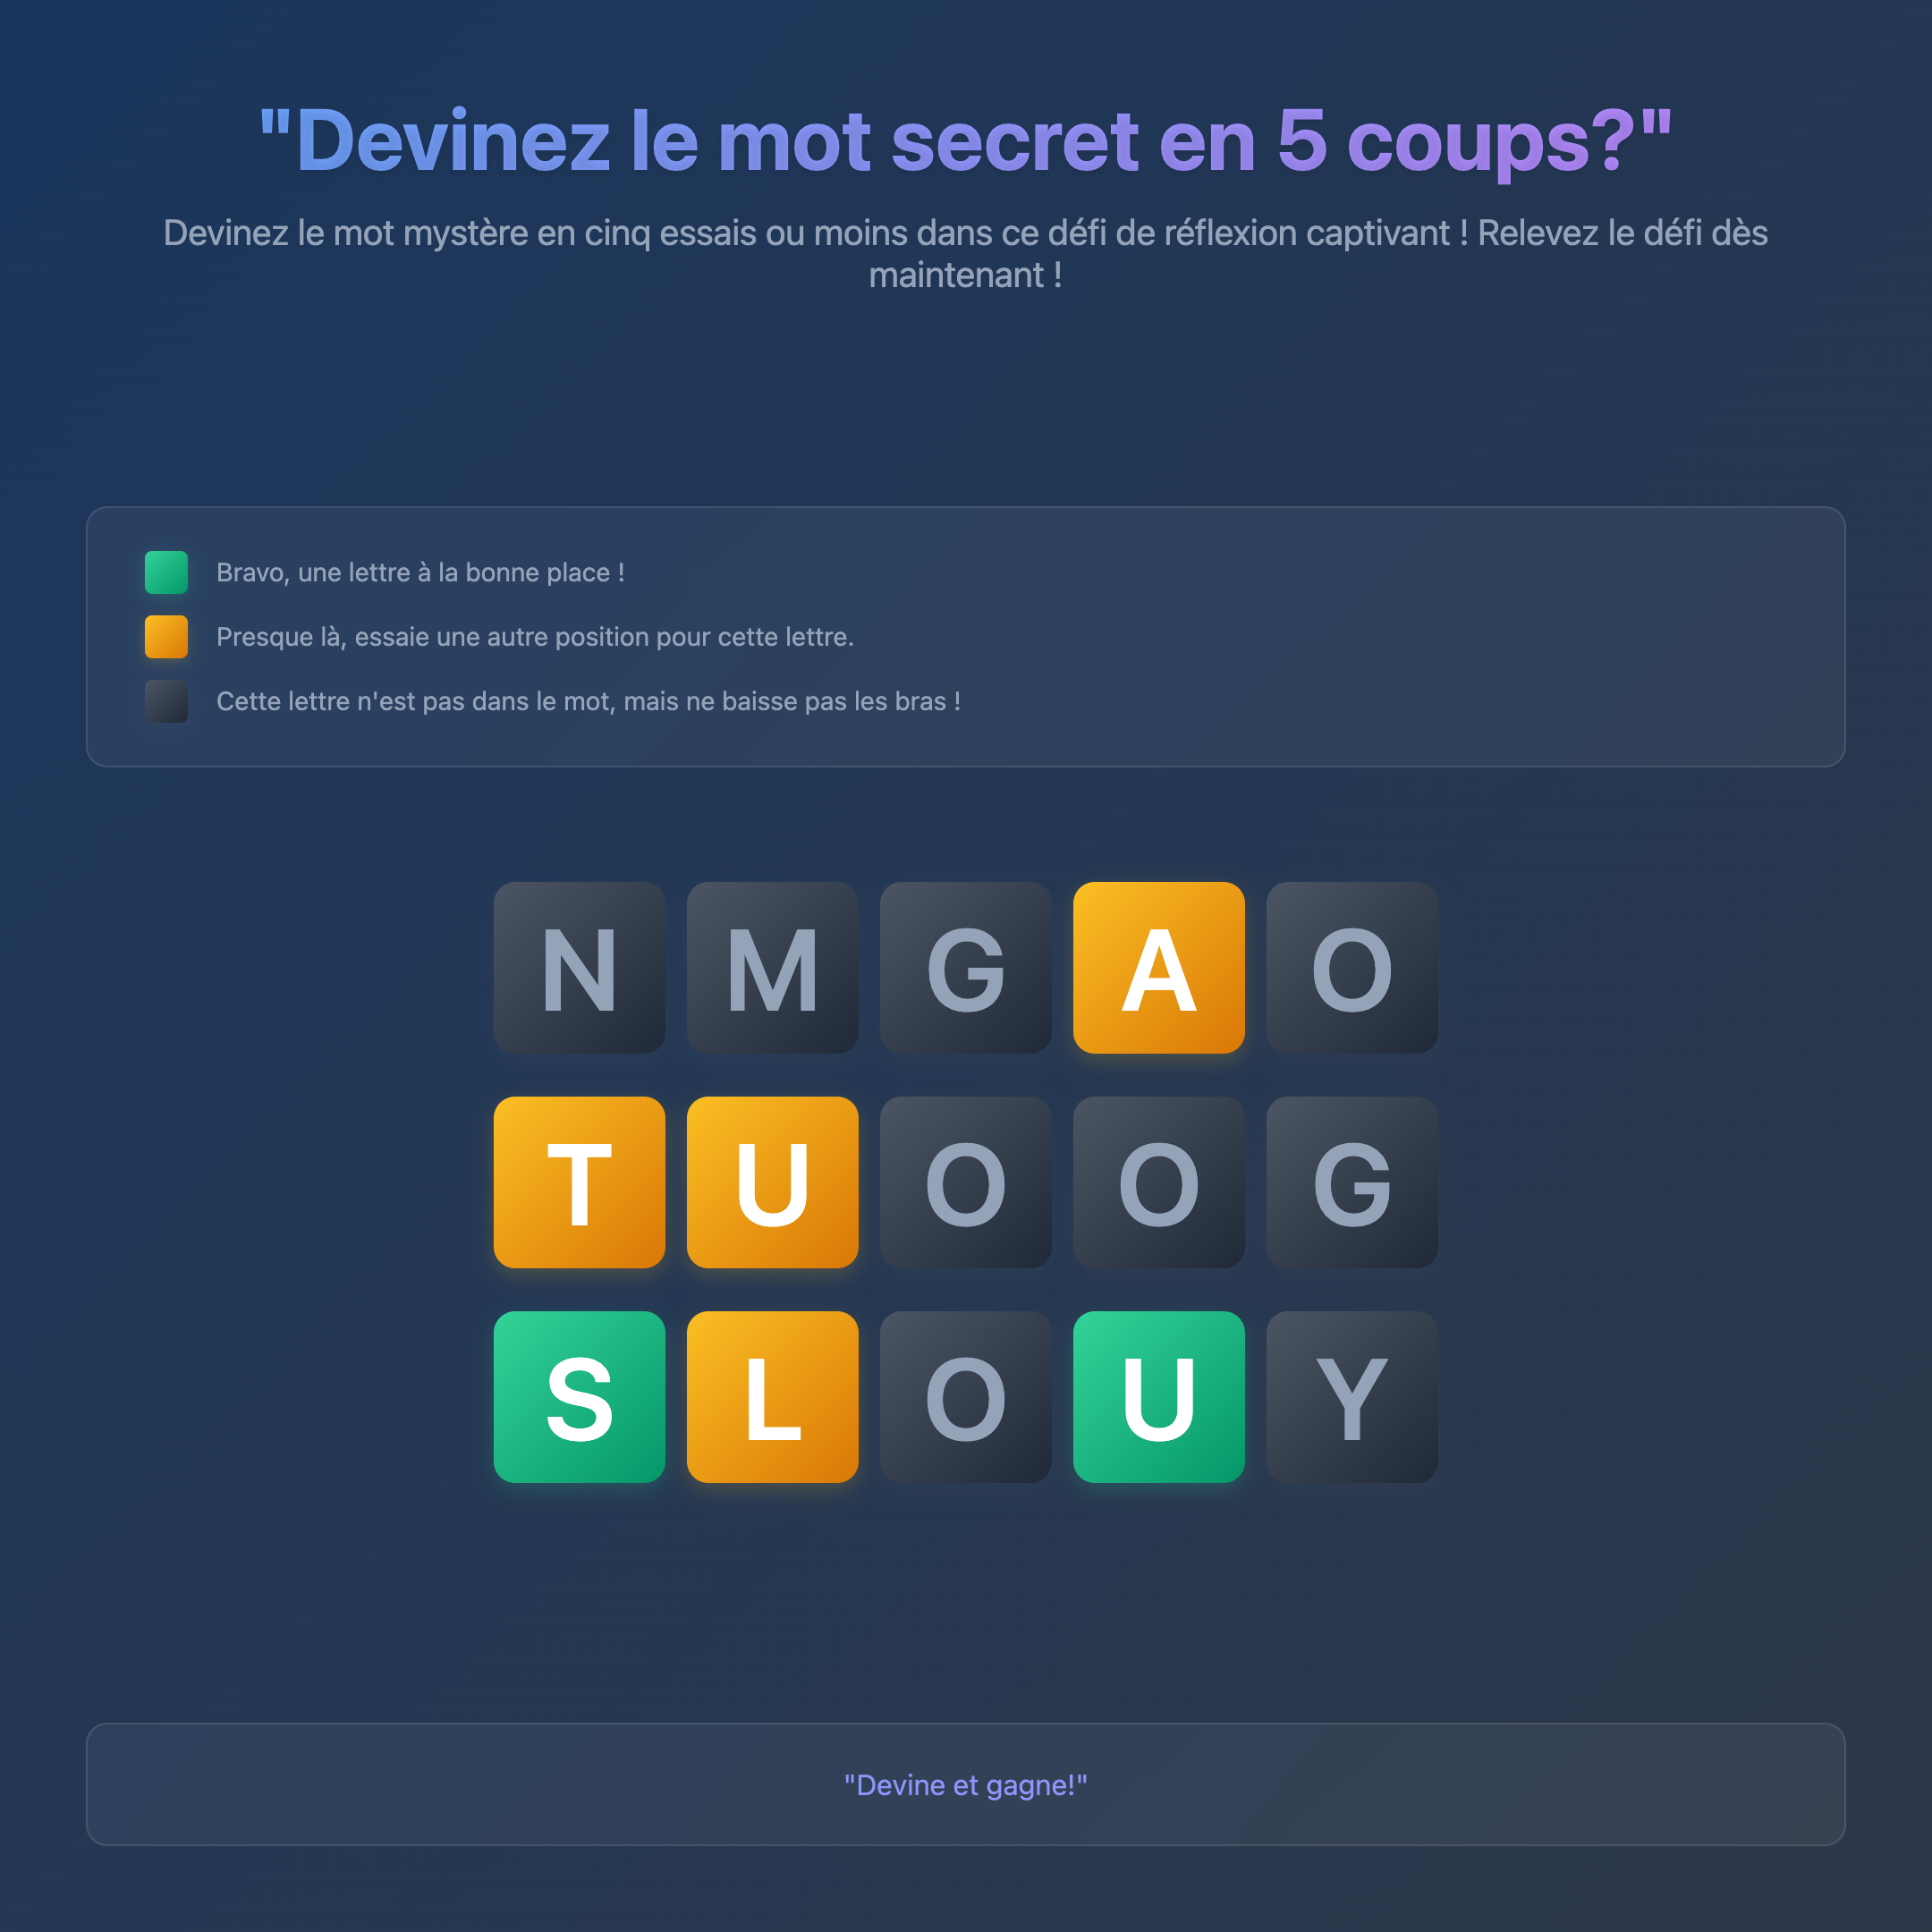 "Devinez le mot secret en 5 coups?"
Devinez le mot mystère en cinq essais ou moins dans ce défi de réflexion captivant ! Relevez le défi dès
maintenant !
Bravo, une lettre à la bonne place !
Presque là, essaie une autre position pour cette lettre.
Cette lettre n'est pas dans le mot, mais ne baisse pas les bras !
N M G A O
T U O O G
S L O U Y
"Devine et gagne!"